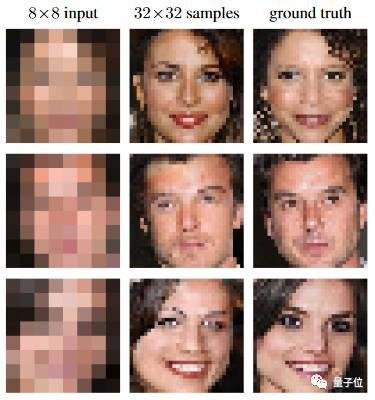 8×8 input
32×32 samples
ground truth
量子位